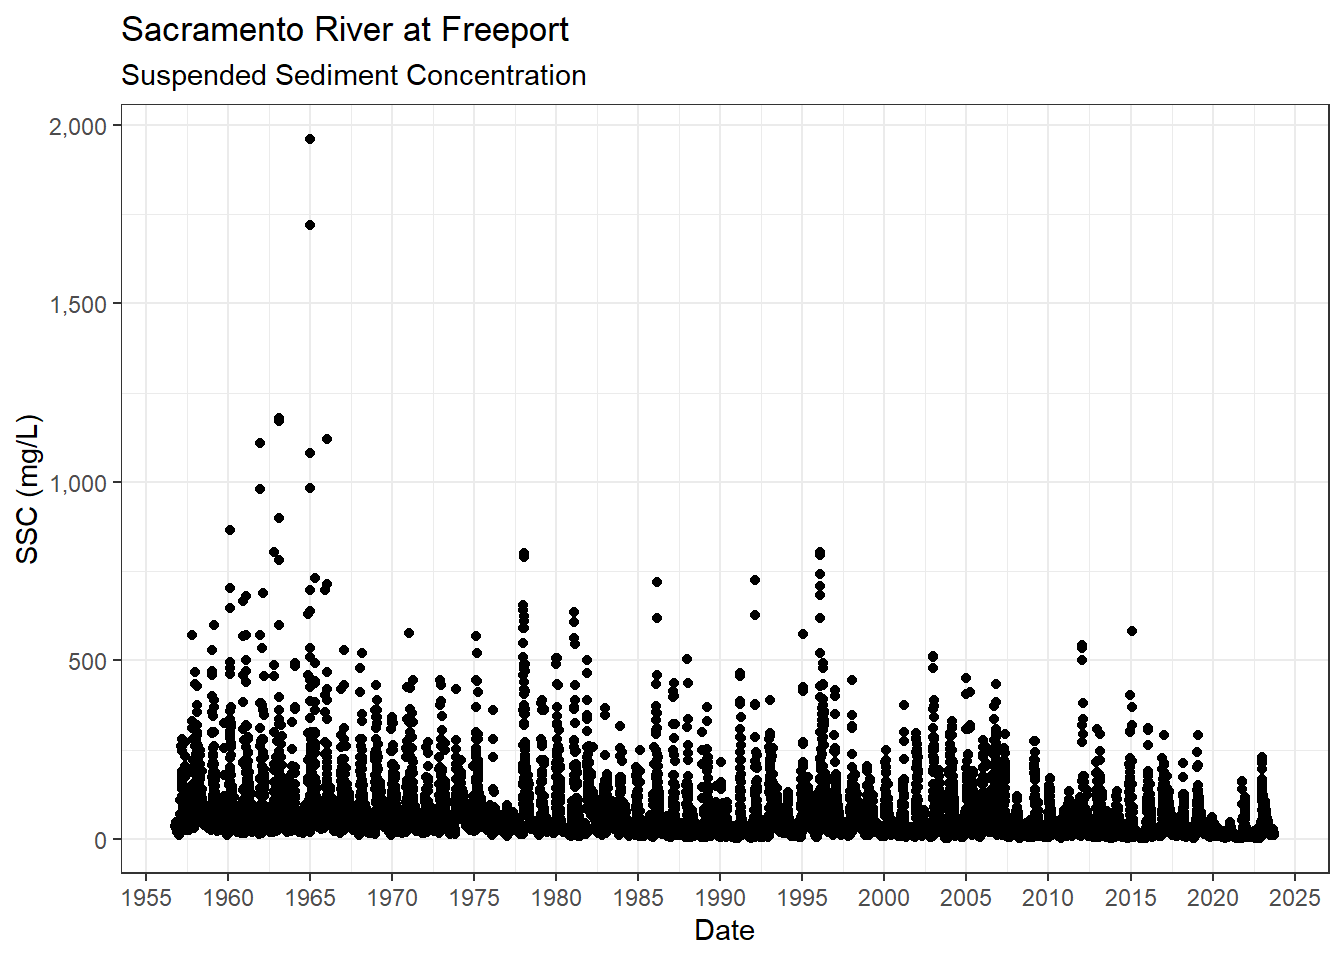 Sacramento River at Freeport
Suspended Sediment Concentration
2,000
1,500
1,000
500
0
SSC (mg/L)
1955 1960 1965 1970 1975 1980 1985 1990 1995 2000 2005 2010 2015 2020 2025
Date